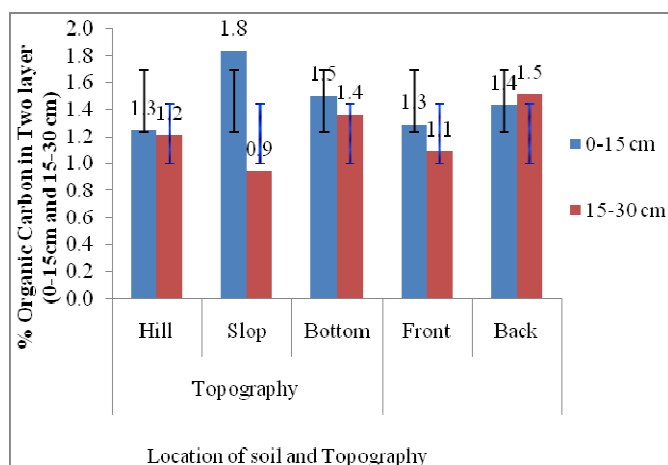 % Organic Carbon in Two layer
(0-15cm and 15-30 cm)
2.0
1.8
1.6
1.4
1.2
1.0
0.8
0.6
0.4
0.2
0.0
1.3
1.2
1.8
0.9
1.5
1.4
1.3
1.1
1.4
1.5
0-15 cm
15-30 cm
Hill
Slop
Bottom
Front
Back
Topography
Location of soil and Topography